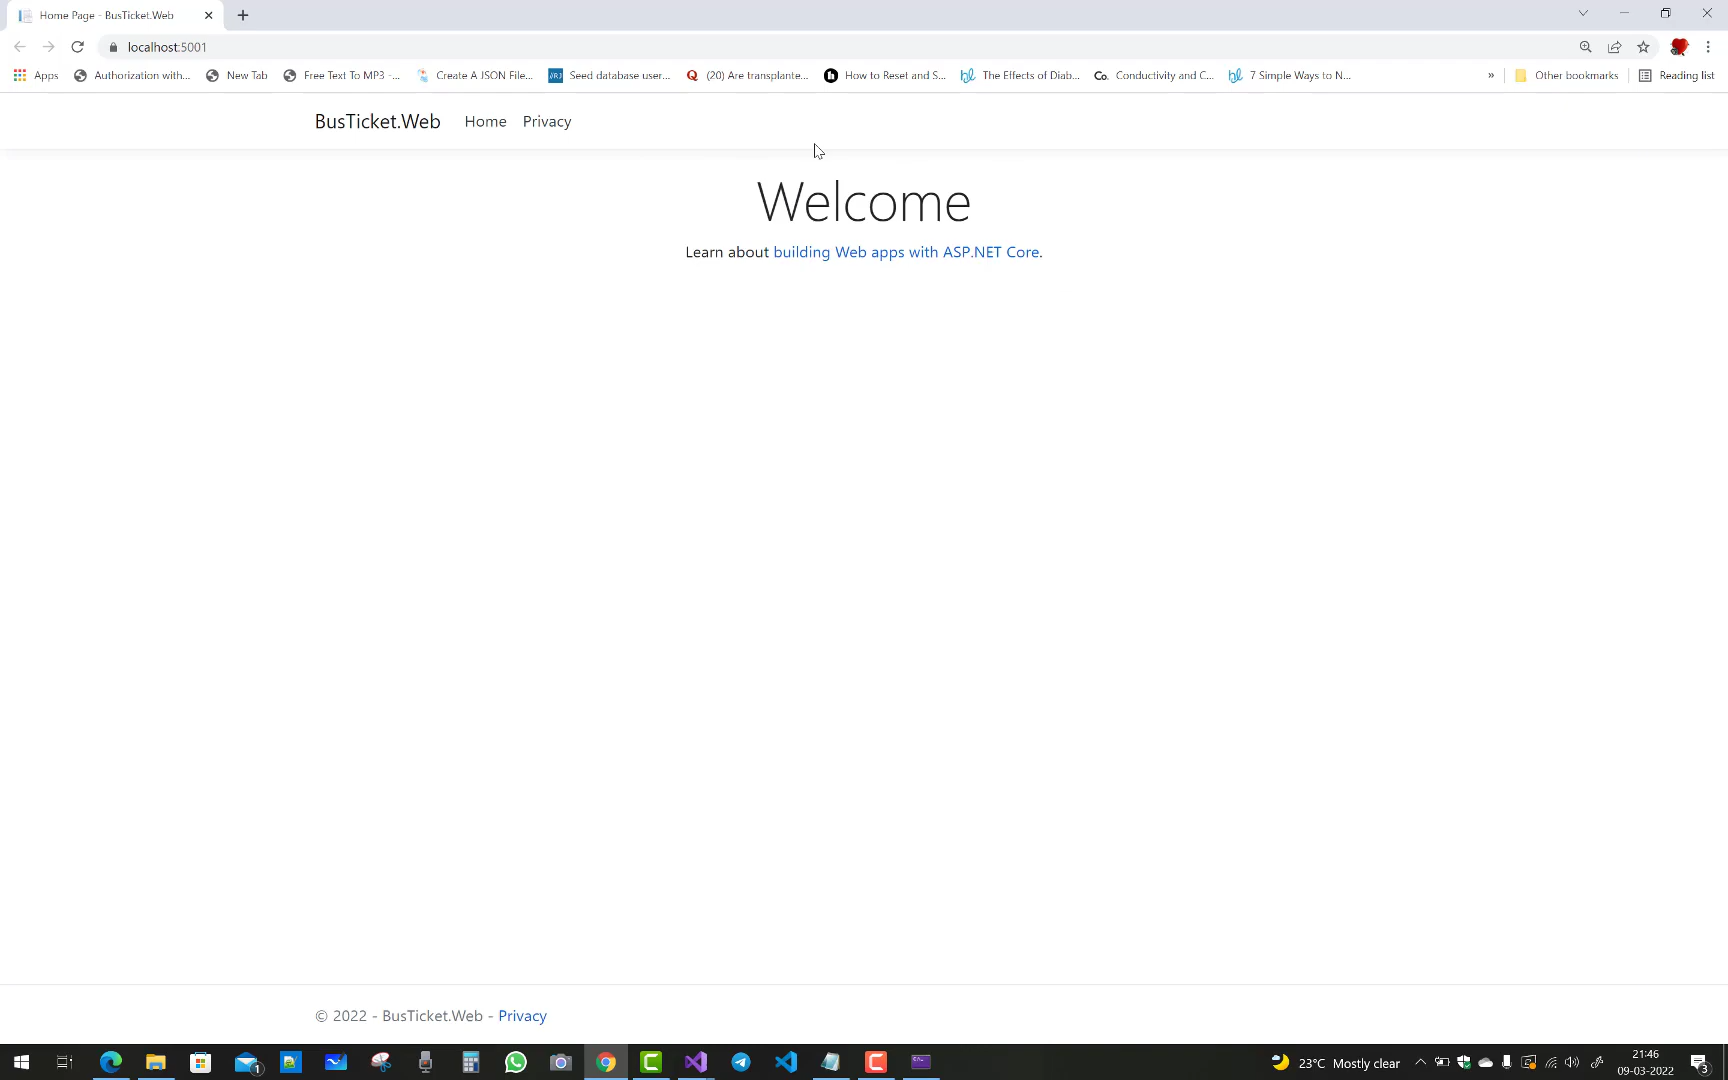 Home Page - BusTicket.Web
localhost:5001
Apps Authorization with... New Tab Free Text To MP3 -... Create A JSON File... Seed database user... (20) Are transplante... How to Reset and S... The Effects of Diab... Co. Conductivity and C... 7 Simple Ways to N... » Other bookmarks Reading list
BusTicket.Web Home Privacy
Welcome
Learn about building Web apps with ASP.NET Core.
© 2022 - BusTicket.Web - Privacy
23°C Mostly clear
21:46
09-03-2022